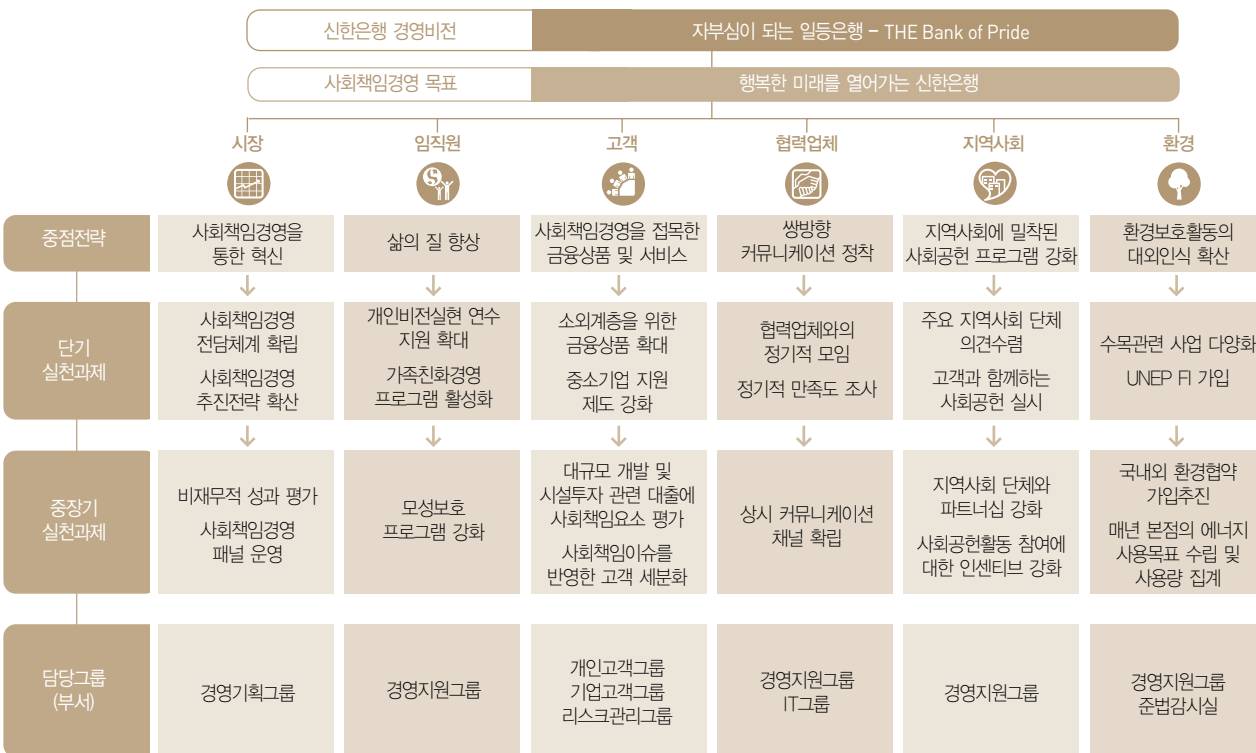 신한은행 경영비전
자부심이 되는 일등은행 – THE Bank of Pride
사회책임경영 목표
행복한 미래를 열어가는 신한은행
시장
임직원
고객
협력업체
지역사회
환경
중점전략
사회책임경영을
통한 혁신
삶의 질 향상
사회책임경영을 접목한
금융상품 및 서비스
쌍방향
커뮤니케이션 정착
지역사회에 밀착된
사회공헌 프로그램 강화
환경보호활동의
대외인식 확산
단기
실천과제
사회책임경영
전담체계 확립
사회책임경영
추진전략 확산
개인비전실현 연수
지원 확대
가족친화경영
프로그램 활성화
소외계층을 위한
금융상품 확대
중소기업 지원
제도 강화
협력업체와의
정기적 모임
정기적 만족도 조사
주요 지역사회 단체
의견수렴
고객과 함께하는
사회공헌 실시
수목관련 사업 다양화
UNEP FI 가입
중장기
실천과제
비재무적 성과 평가
사회책임경영
패널 운영
모성보호
프로그램 강화
대규모 개발 및
시설투자 관련 대출에
사회책임요소 평가
사회책임이슈를
반영한 고객 세분화
상시 커뮤니케이션
채널 확립
지역사회 단체와
파트너십 강화
사회공헌활동 참여에
대한 인센티브 강화
국내외 환경협약
가입추진
매년 본점의 에너지
사용목표 수립 및
사용량 집계
담당그룹
(부서)
경영기획그룹
경영지원그룹
개인고객그룹
기업고객그룹
리스크관리그룹
경영지원그룹
IT그룹
경영지원그룹
경영지원그룹
준법감시실